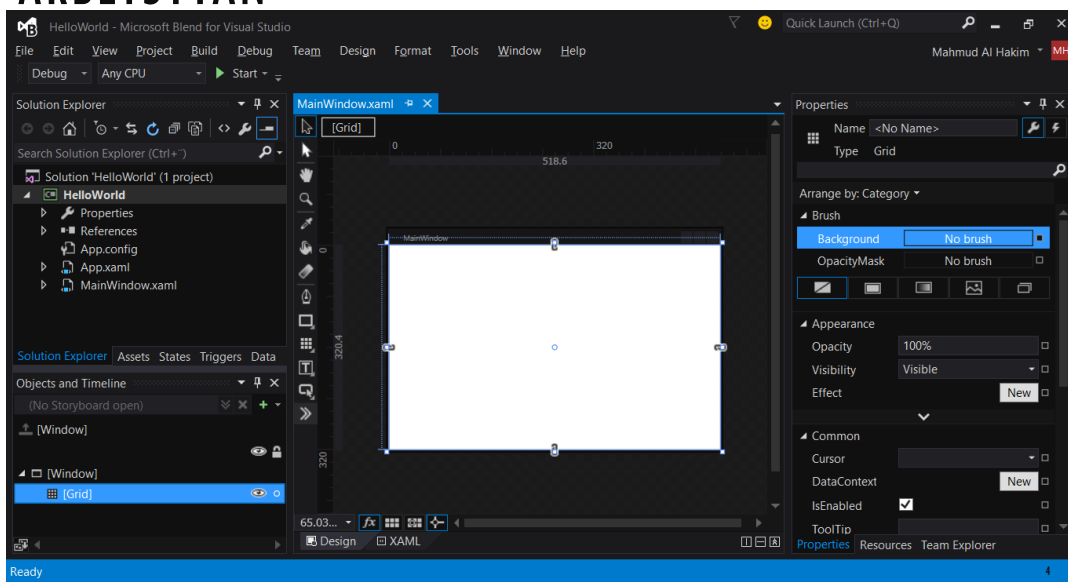 ARBETSYTAN
HelloWorld - Microsoft Blend for Visual Studio
Quick Launch (Ctrl+Q)
File Edit View Project Build Debug Team Design Format Tools Window Help
Mahmud Al Hakim MH
Debug Any CPU Start
Solution Explorer
Search Solution Explorer (Ctrl+¨)
Solution 'HelloWorld' (1 project)
HelloWorld
Properties
References
App.config
App.xaml
MainWindow.xaml
Solution Explorer Assets States Triggers Data
Objects and Timeline
(No Storyboard open)
[Window]
[Window]
[Grid]
MainWindow.xaml
[Grid]
0 320
518.6
MainWindow
0
320.4
320
65.03...
fx
Design XAML
Properties
Name <No Name>
Type Grid
Arrange by: Category
Brush
Background No brush
OpacityMask No brush
Appearance
Opacity 100%
Visibility Visible
Effect New
Common
Cursor
DataContext New
IsEnabled
ToolTip
Properties Resources Team Explorer
Ready
4